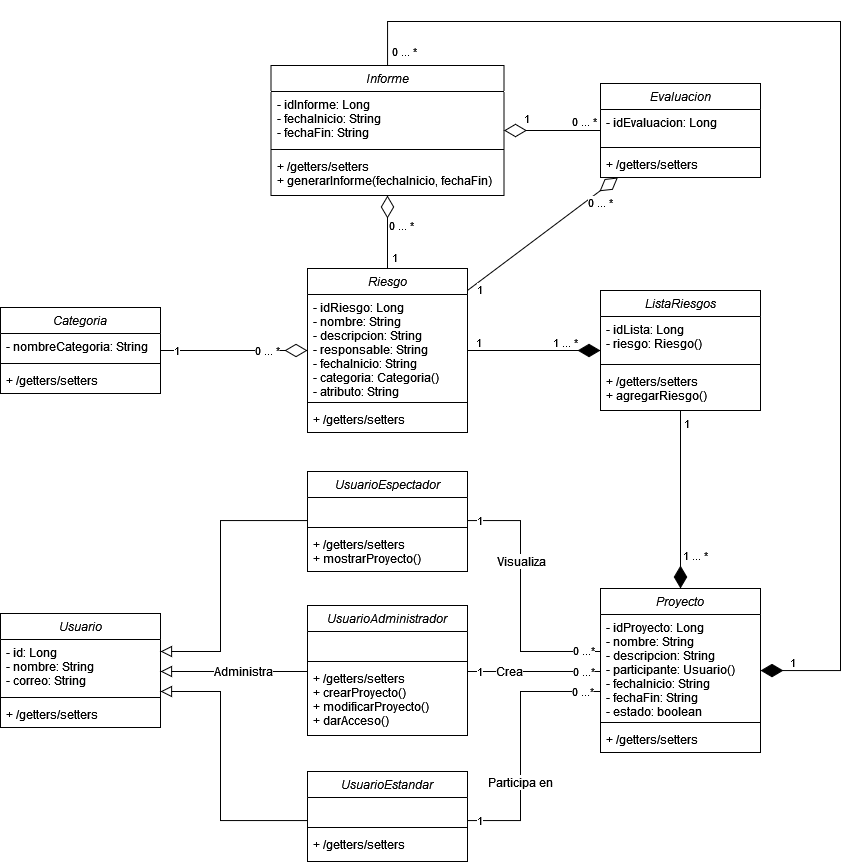 0 ... *
Informe
- idInforme: Long
- fechaInicio: String
- fechaFin: String
+ /getters/setters
+ generarInforme(fechaInicio, fechaFin)
1
0 ... *
Evaluacion
- idEvaluacion: Long
+ /getters/setters
0 ... *
0 ... *
1
1
Riesgo
- idRiesgo: Long
- nombre: String
- descripcion: String
- responsable: String
- fechaInicio: String
- categoria: Categoria()
- atributo: String
+ /getters/setters
Categoria
- nombreCategoria: String
+ /getters/setters
1
0 ... *
1
1 ... *
ListaRiesgos
- idLista: Long
- riesgo: Riesgo()
+ /getters/setters
+ agregarRiesgo()
1
1 ... *
UsuarioEspectador
+ /getters/setters
+ mostrarProyecto()
1
Visualiza
0 ...*
Usuario
- id: Long
- nombre: String
- correo: String
+ /getters/setters
Administra
UsuarioAdministrador
+ /getters/setters
+ crearProyecto()
+ modificarProyecto()
+ darAcceso()
1
Crea
0 ...*
0 ...*
Proyecto
- idProyecto: Long
- nombre: String
- descripcion: String
- participante: Usuario()
- fechaInicio: String
- fechaFin: String
- estado: boolean
+ /getters/setters
1
UsuarioEstandar
+ /getters/setters
1
Participa en